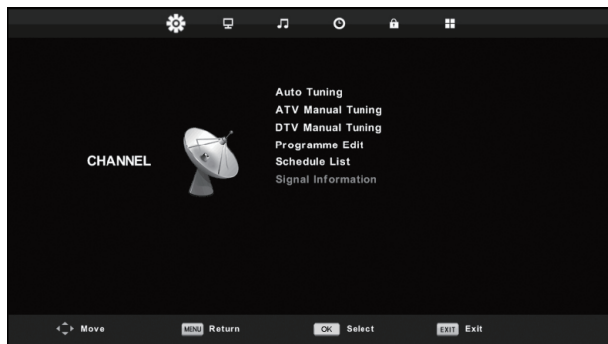 Auto Tuning
ATV Manual Tuning
DTV Manual Tuning
Programme Edit
CHANNEL
Schedule List
Signal Information
Move
MENU Return
OK Select
EXIT Exit